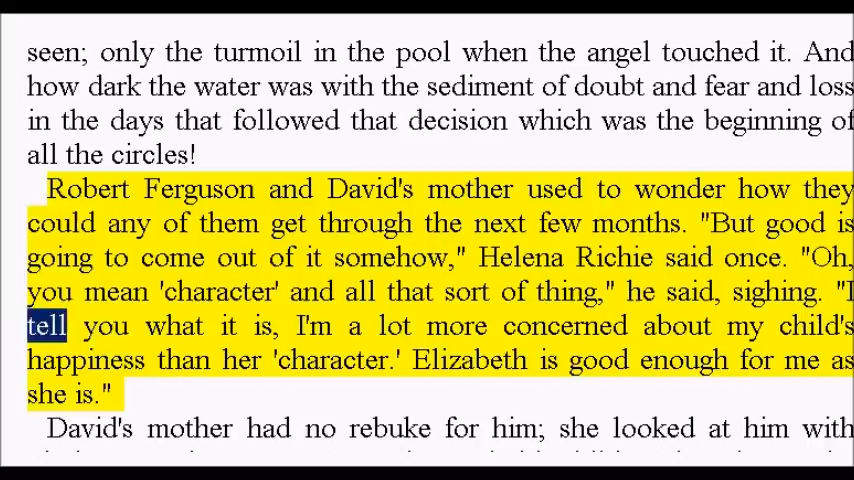 seen; only the turmoil in the pool when the angel touched it. And
how dark the water was with the sediment of doubt and fear and loss
in the days that followed that decision which was the beginning of
all the circles!
Robert Ferguson and David's mother used to wonder how they
could any of them get through the next few months. "But good is
going to come out of it somehow," Helena Richie said once. "Oh,
you mean 'character' and all that sort of thing," he said, sighing. "I
tell you what it is, I'm a lot more concerned about my child's
happiness than her 'character.' Elizabeth is good enough for me as
she is."
David's mother had no rebuke for him; she looked at him with